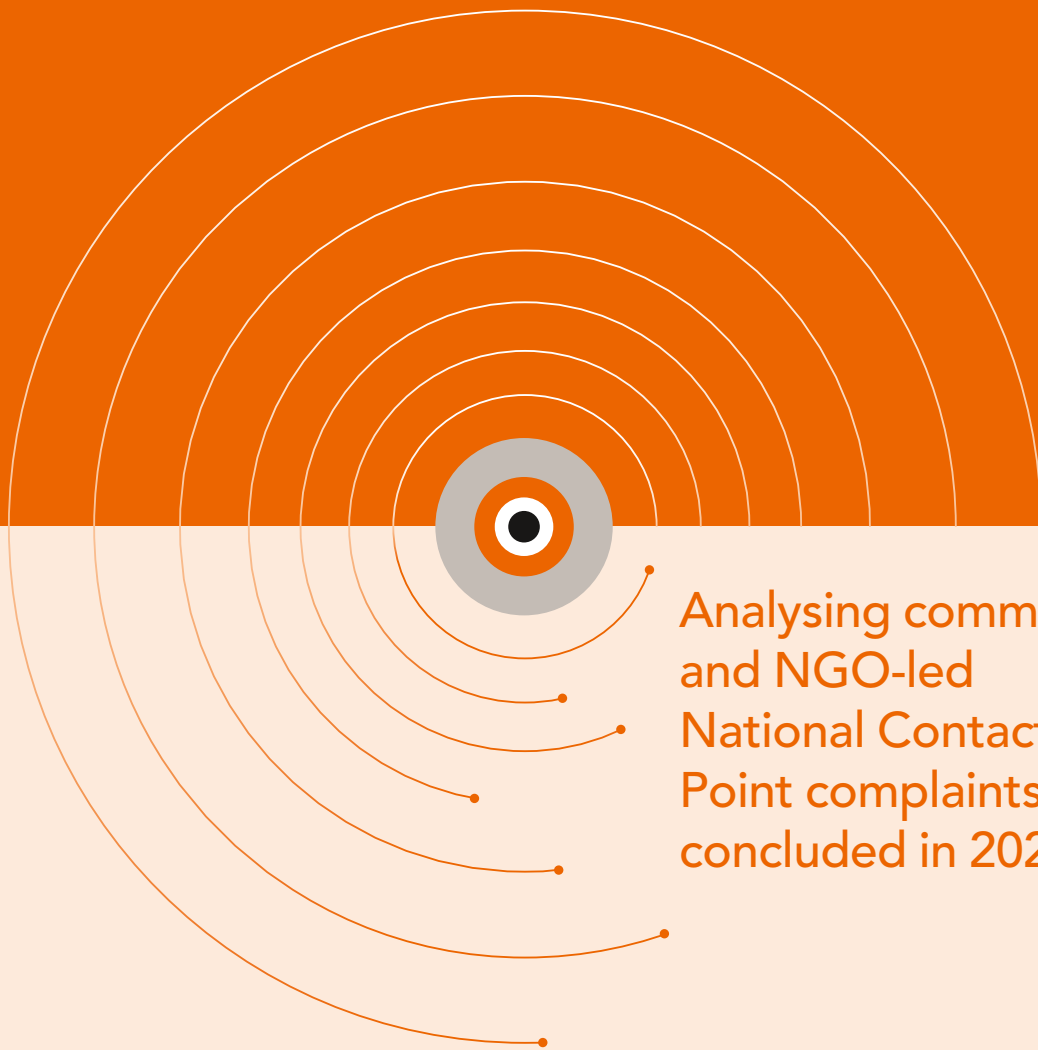 Analysing comm
and NGO-led
National Contact
Point complaints
concluded in 202